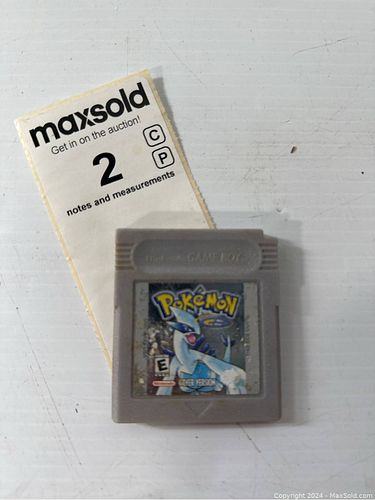 maxsold
Get in on the auction!
2
C
P
notes and measurements
Nintendo GAME BOY
POKéMON
E
Nintendo
SILVER VERSION
Copyright 2024 - MaxSold.com